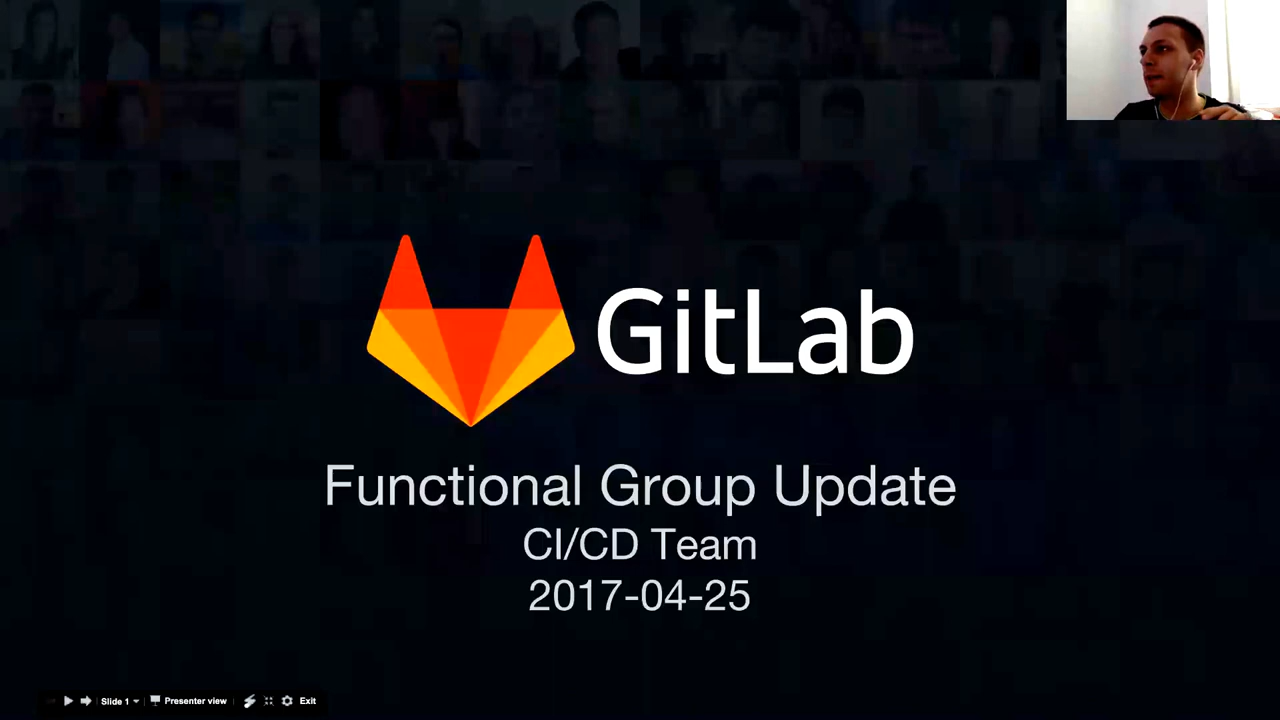 GitLab
Functional Group Update
CI/CD Team
2017-04-25
Slide 1 Presenter view Exit